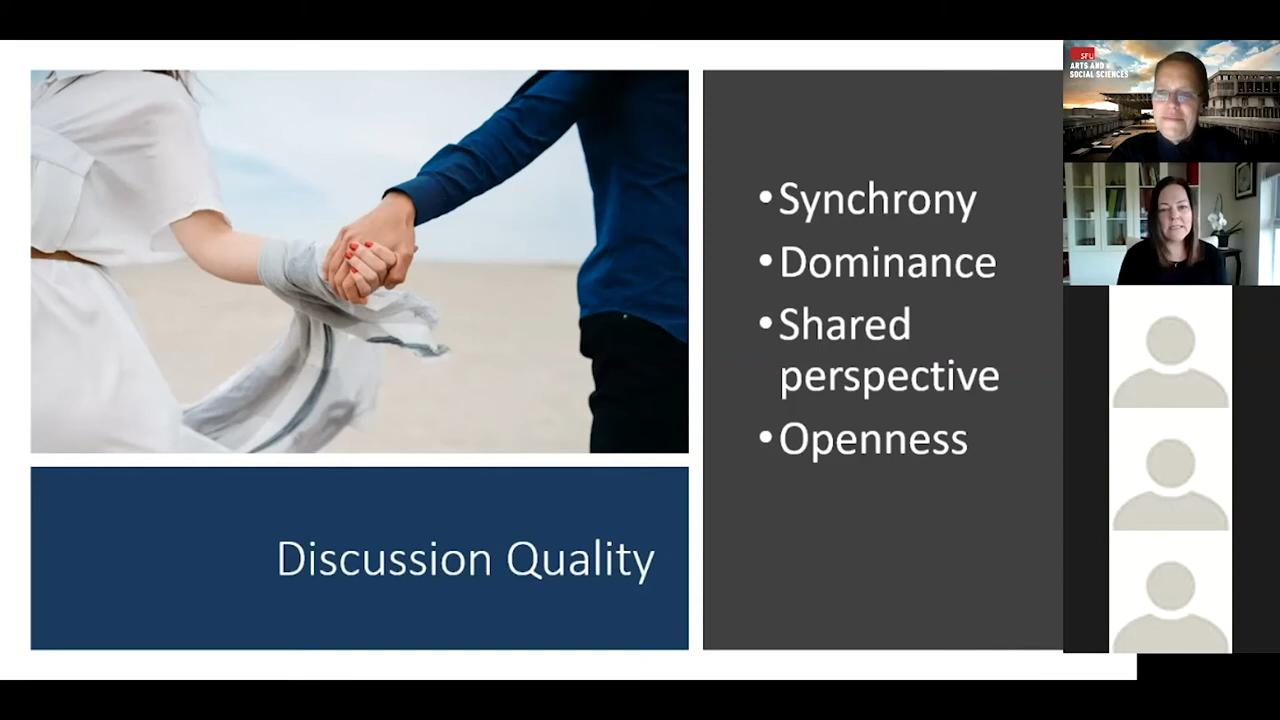 SFU
ARTS AND
SOCIAL SCIENCES
• Synchrony
• Dominance
• Shared
perspective
• Openness
Discussion Quality